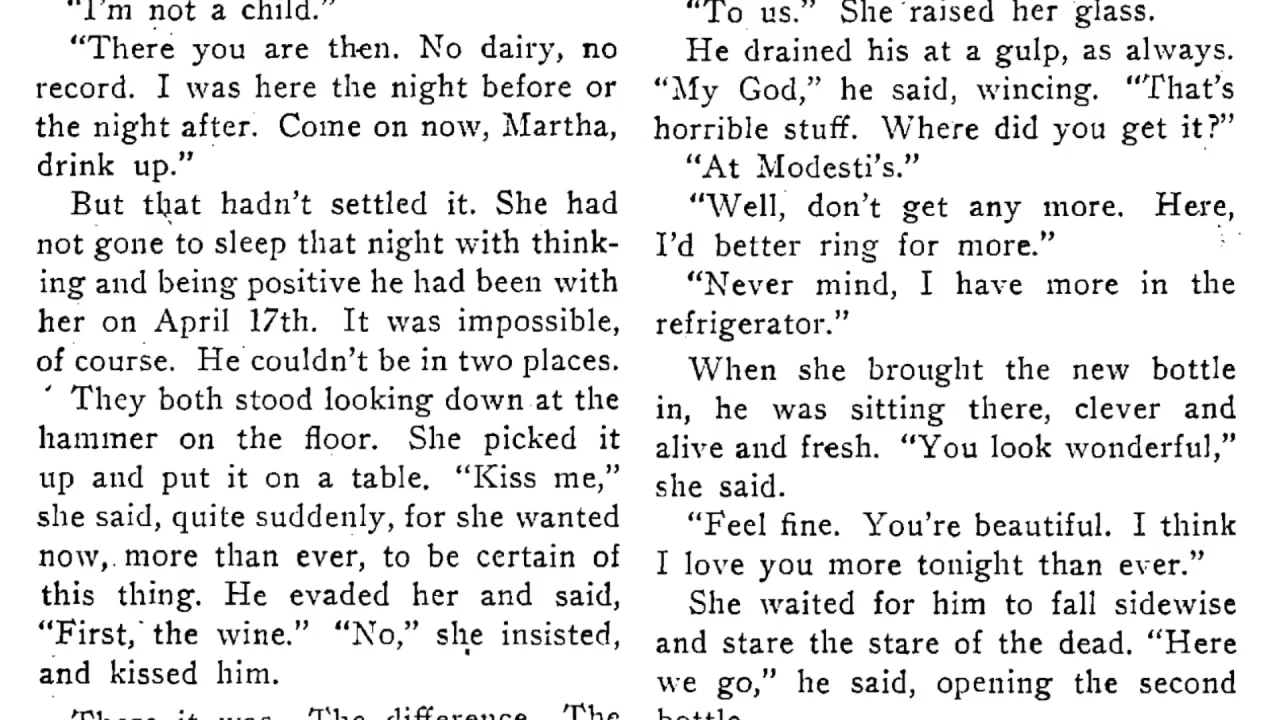 "I'm not a child."
"There you are then. No dairy, no
record. I was here the night before or
the night after. Come on now, Martha,
drink up."
But that hadn't settled it. She had
not gone to sleep that night with think-
ing and being positive he had been with
her on April 17th. It was impossible,
of course. He couldn't be in two places.
They both stood looking down at the
hammer on the floor. She picked it
up and put it on a table. "Kiss me,"
she said, quite suddenly, for she wanted
now, more than ever, to be certain of
this thing. He evaded her and said,
"First, the wine." "No," she insisted,
and kissed him.
There it was. The difference. The
"To us." She raised her glass.
He drained his at a gulp, as always.
"My God," he said, wincing. "That's
horrible stuff. Where did you get it?"
"At Modesti's."
"Well, don't get any more. Here,
I'd better ring for more."
"Never mind, I have more in the
refrigerator."
When she brought the new bottle
in, he was sitting there, clever and
alive and fresh. "You look wonderful,"
she said.
"Feel fine. You're beautiful. I think
I love you more tonight than ever."
She waited for him to fall sidewise
and stare the stare of the dead. "Here
we go," he said, opening the second
bottle.